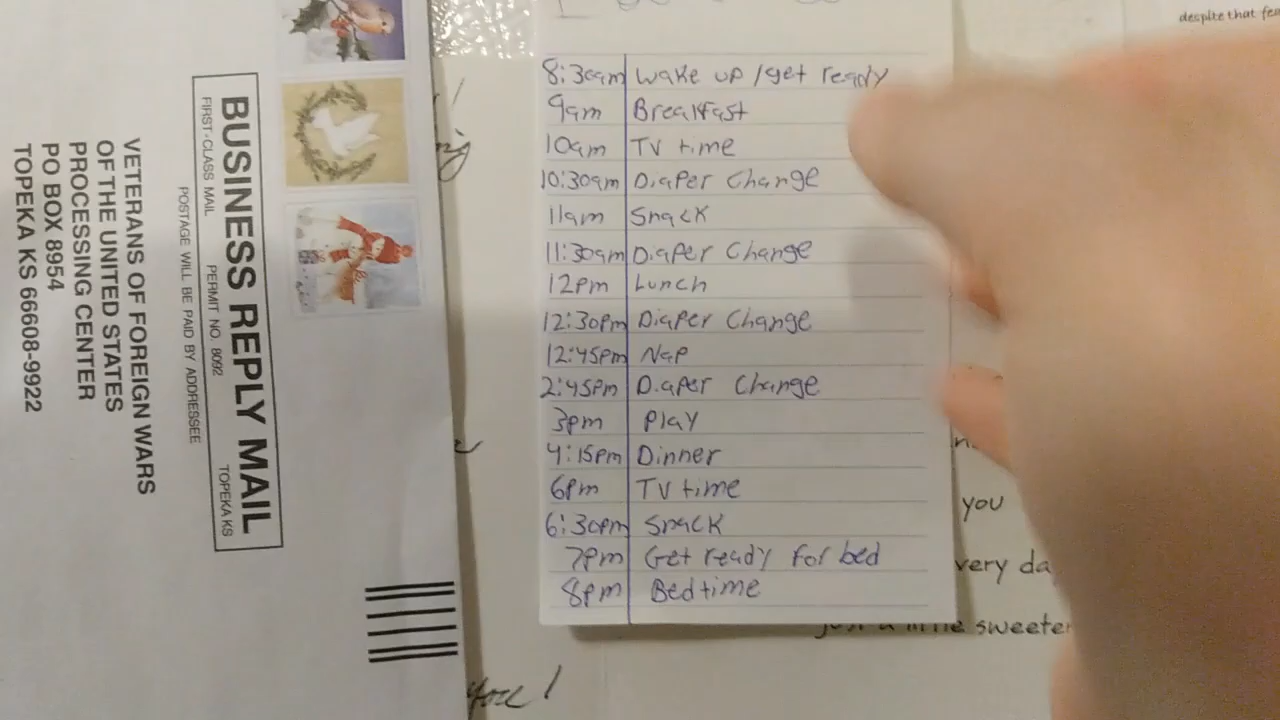 BUSINESS REPLY MAIL
FIRST-CLASS MAIL PERMIT NO. 8092 TOPEKA KS
POSTAGE WILL BE PAID BY ADDRESSEE
VETERANS OF FOREIGN WARS
OF THE UNITED STATES
PROCESSING CENTER
PO BOX 8954
TOPEKA KS 66608-9922
8:30am wake up /get ready
9am Breakfast
10am TV time
10:30am Diaper Change
11am Snack
11:30am Diaper Change
12pm Lunch
12:30pm Diaper Change
12:45pm Nap
2:45pm Diaper Change
3pm Play
4:15pm Dinner
6pm TV time
6:30pm Snack
7pm Get ready for bed
8pm Bedtime
despite that
you
very
sweeter
you!